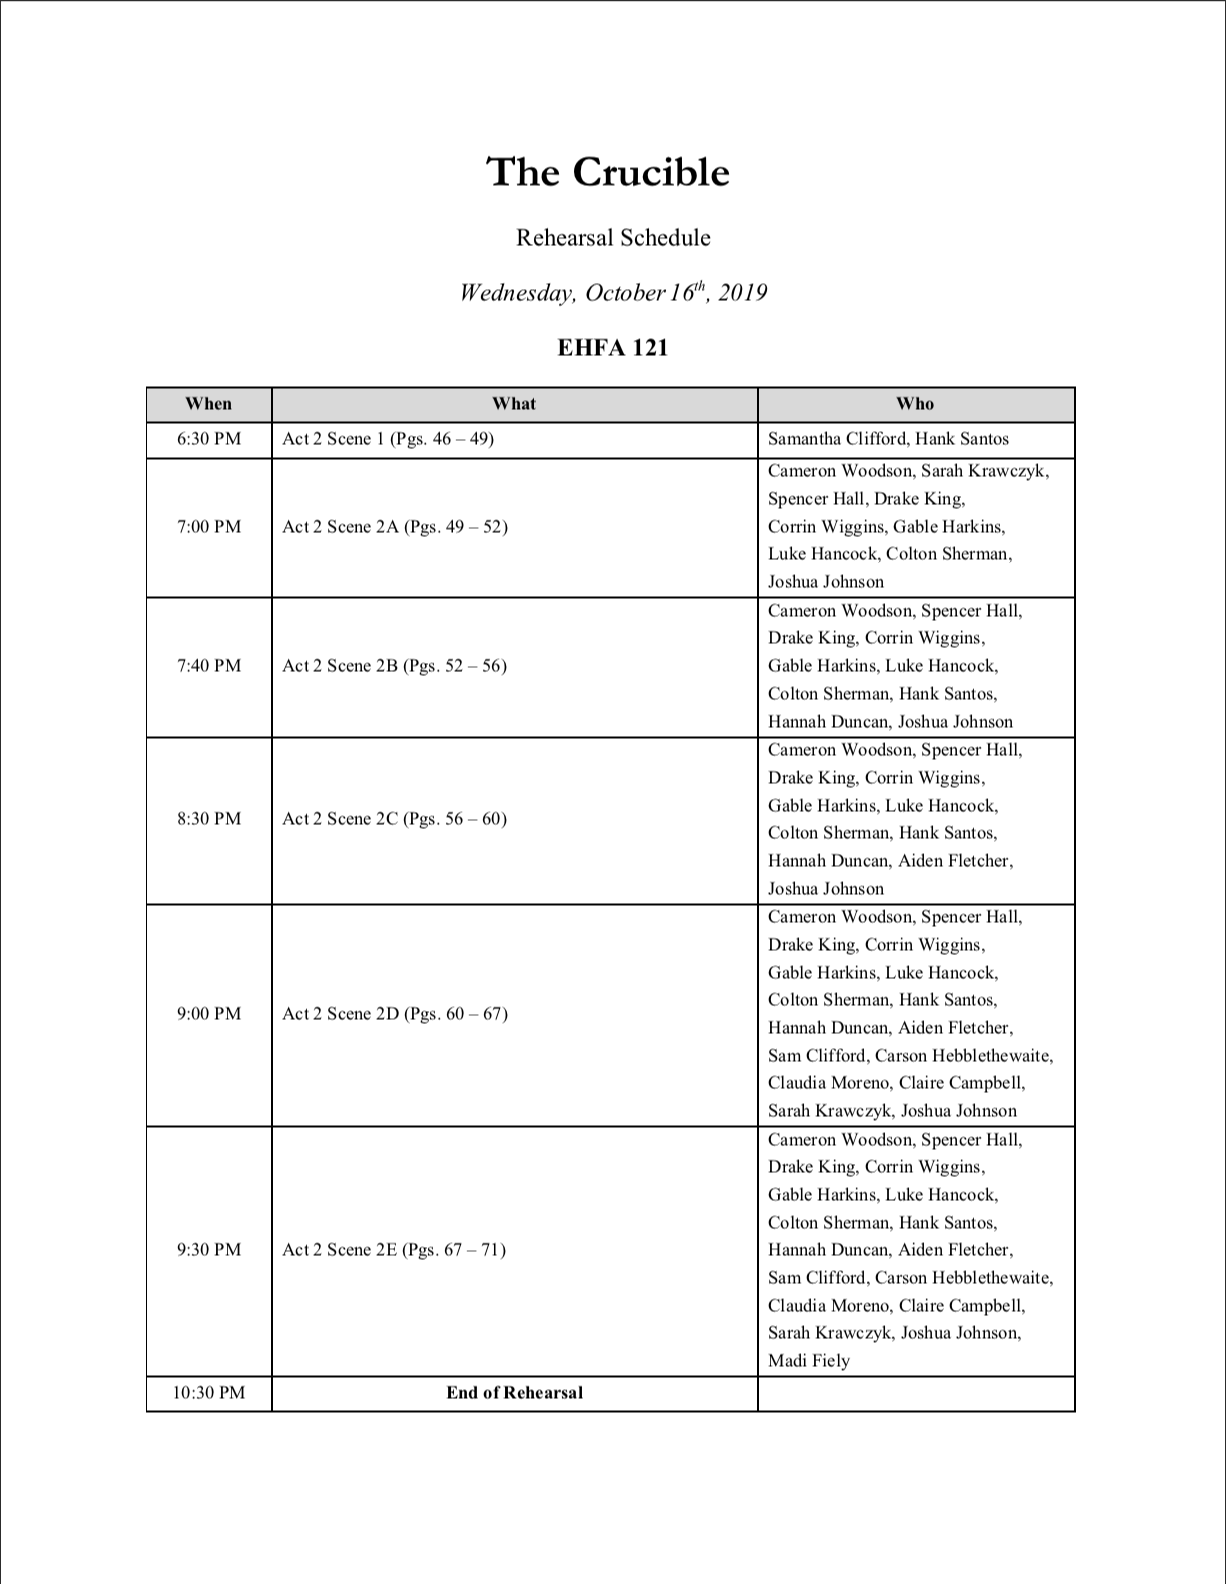 The Crucible
Rehearsal Schedule
Wednesday, October 16th, 2019
EHFA 121
When What Who
6:30 PM Act 2 Scene 1 (Pgs. 46 – 49) Samantha Clifford, Hank Santos
7:00 PM Act 2 Scene 2A (Pgs. 49 – 52) Cameron Woodson, Sarah Krawczyk,
Spencer Hall, Drake King,
Corrin Wiggins, Gable Harkins,
Luke Hancock, Colton Sherman,
Joshua Johnson
7:40 PM Act 2 Scene 2B (Pgs. 52 – 56) Cameron Woodson, Spencer Hall,
Drake King, Corrin Wiggins,
Gable Harkins, Luke Hancock,
Colton Sherman, Hank Santos,
Hannah Duncan, Joshua Johnson
8:30 PM Act 2 Scene 2C (Pgs. 56 – 60) Cameron Woodson, Spencer Hall,
Drake King, Corrin Wiggins,
Gable Harkins, Luke Hancock,
Colton Sherman, Hank Santos,
Hannah Duncan, Aiden Fletcher,
Joshua Johnson
9:00 PM Act 2 Scene 2D (Pgs. 60 – 67) Cameron Woodson, Spencer Hall,
Drake King, Corrin Wiggins,
Gable Harkins, Luke Hancock,
Colton Sherman, Hank Santos,
Hannah Duncan, Aiden Fletcher,
Sam Clifford, Carson Hebblethewaite,
Claudia Moreno, Claire Campbell,
Sarah Krawczyk, Joshua Johnson
9:30 PM Act 2 Scene 2E (Pgs. 67 – 71) Cameron Woodson, Spencer Hall,
Drake King, Corrin Wiggins,
Gable Harkins, Luke Hancock,
Colton Sherman, Hank Santos,
Hannah Duncan, Aiden Fletcher,
Sam Clifford, Carson Hebblethewaite,
Claudia Moreno, Claire Campbell,
Sarah Krawczyk, Joshua Johnson,
Madi Fiely
10:30 PM End of Rehearsal